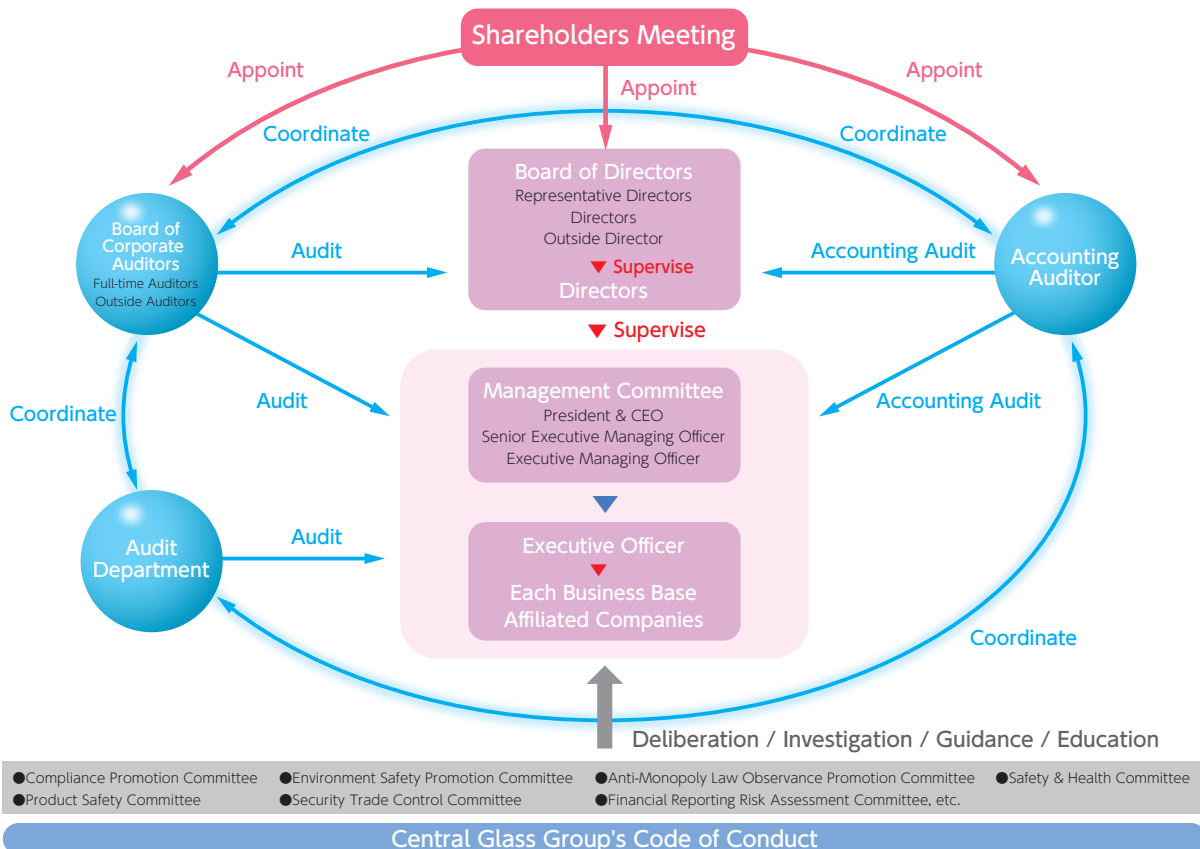 Shareholders Meeting
Appoint
Appoint
Appoint
Coordinate
Coordinate
Board of Directors
Representative Directors
Directors
Outside Director
▼ Supervise
Directors
Board of
Corporate
Auditors
Full-time Auditors
Outside Auditors
Audit
Accounting Audit
Accounting
Auditor
▼ Supervise
Management Committee
President & CEO
Senior Executive Managing Officer
Executive Managing Officer
Audit
Accounting Audit
Coordinate
Audit
Department
Audit
Executive Officer
Each Business Base
Affiliated Companies
Coordinate
Deliberation / Investigation / Guidance / Education
●Compliance Promotion Committee ●Environment Safety Promotion Committee ●Anti-Monopoly Law Observance Promotion Committee ●Safety & Health Committee
●Product Safety Committee ●Security Trade Control Committee ●Financial Reporting Risk Assessment Committee, etc.
Central Glass Group's Code of Conduct